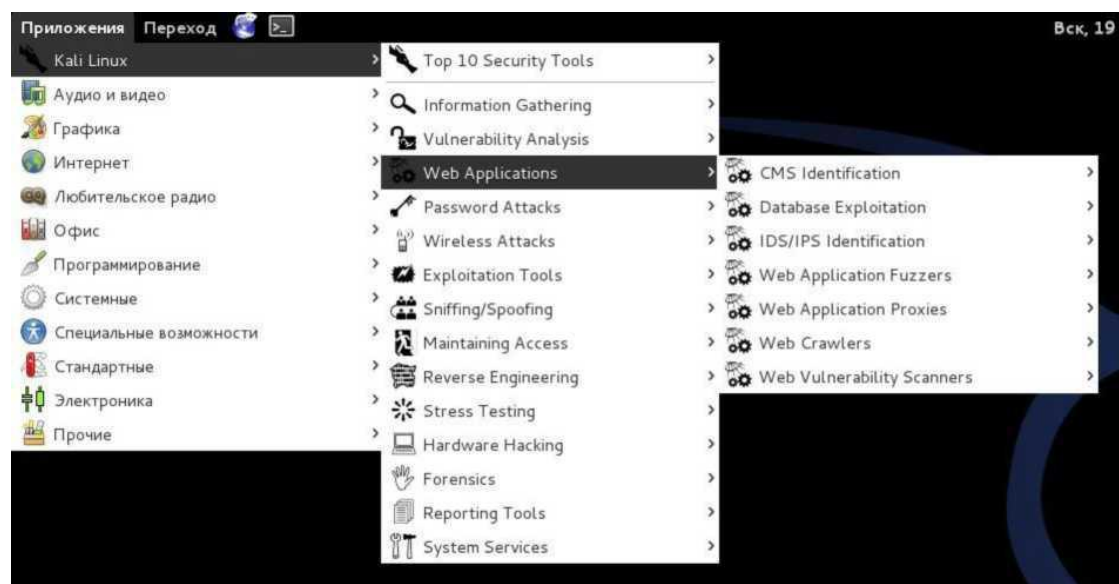 Приложения Переход Вск, 19
Kali Linux
Аудио и видео
Графика
Интернет
Любительское радио
Офис
Программирование
Системные
Специальные возможности
Стандартные
Электроника
Прочие
Top 10 Security Tools
Information Gathering
Vulnerability Analysis
Web Applications
Password Attacks
Wireless Attacks
Exploitation Tools
Sniffing/Spoofing
Maintaining Access
Reverse Engineering
Stress Testing
Hardware Hacking
Forensics
Reporting Tools
System Services
CMS Identification
Database Exploitation
IDS/IPS Identification
Web Application Fuzzers
Web Application Proxies
Web Crawlers
Web Vulnerability Scanners